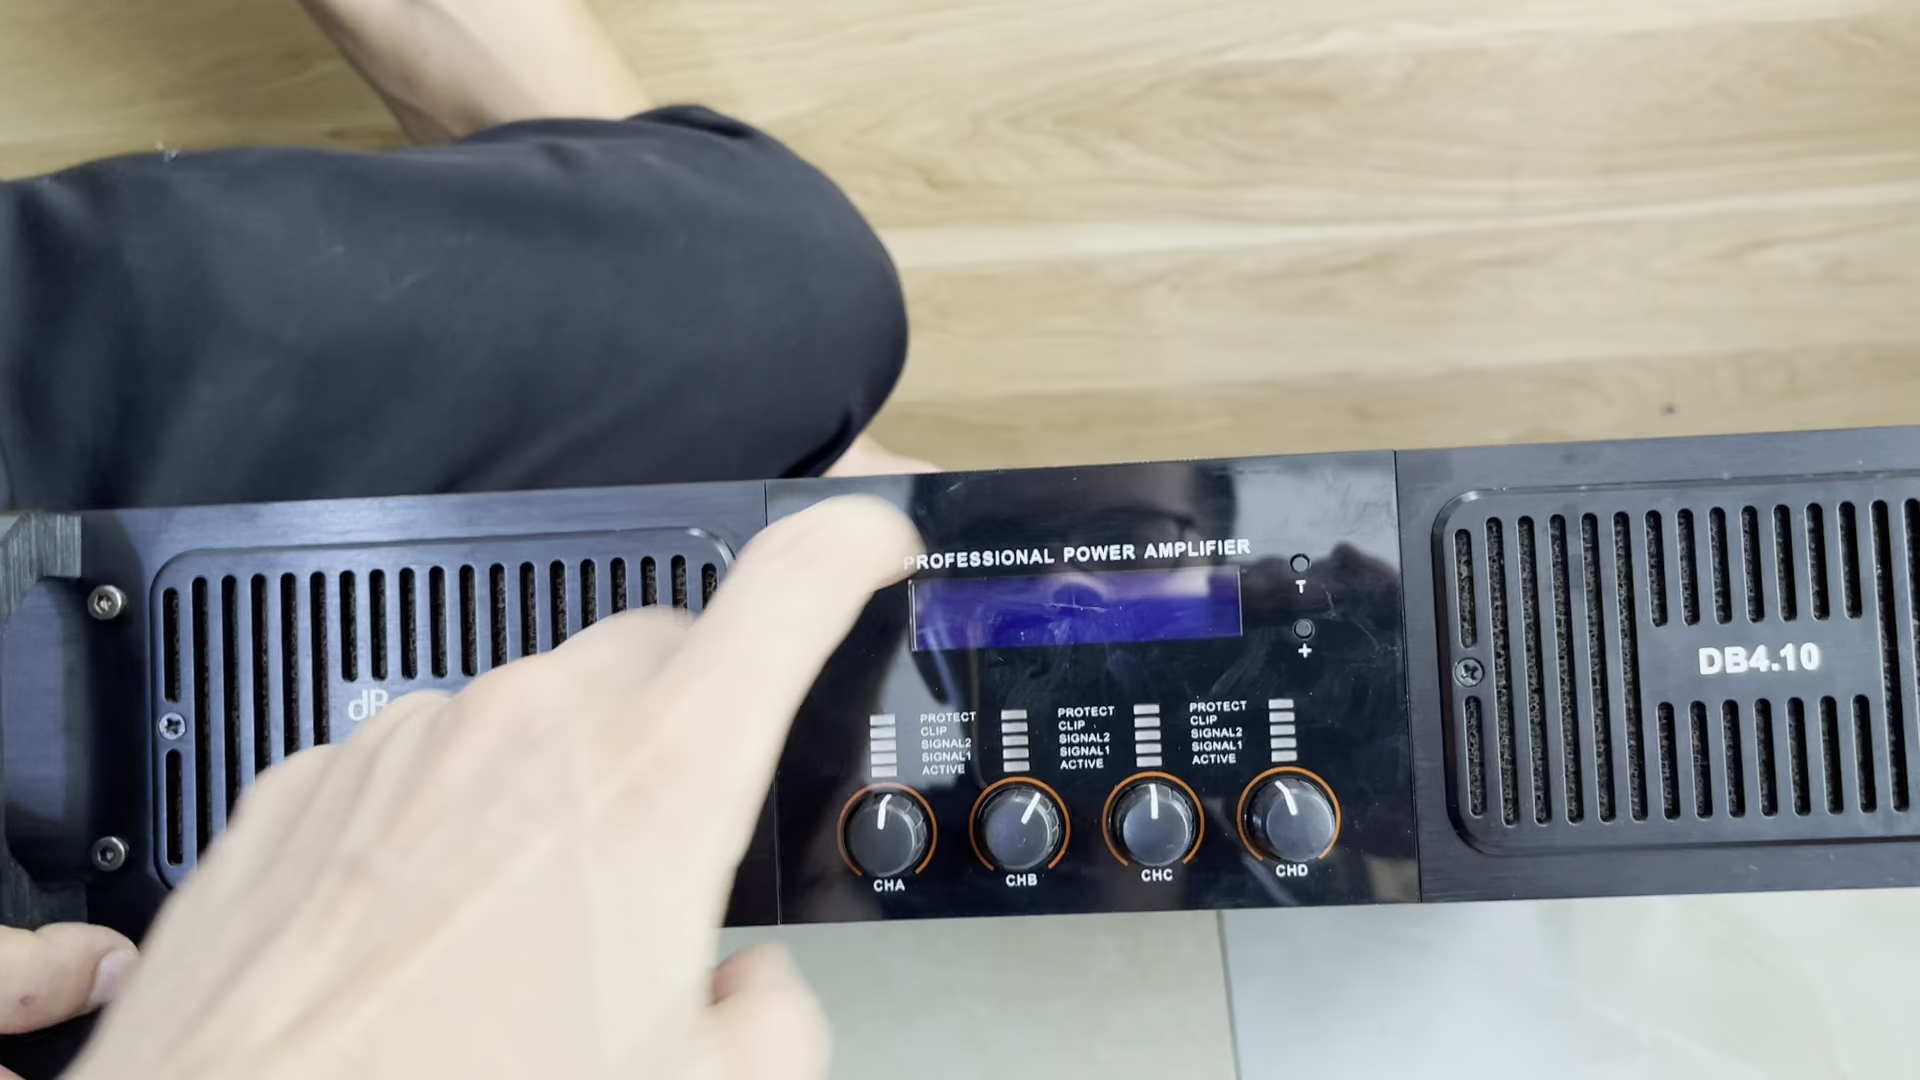 PROFESSIONAL POWER AMPLIFIER
T
+
dB
DB4.10
PROTECT
CLIP
SIGNAL2
SIGNAL1
ACTIVE
PROTECT
CLIP
SIGNAL2
SIGNAL1
ACTIVE
PROTECT
CLIP
SIGNAL2
SIGNAL1
ACTIVE
CHA
CHB
CHC
CHD